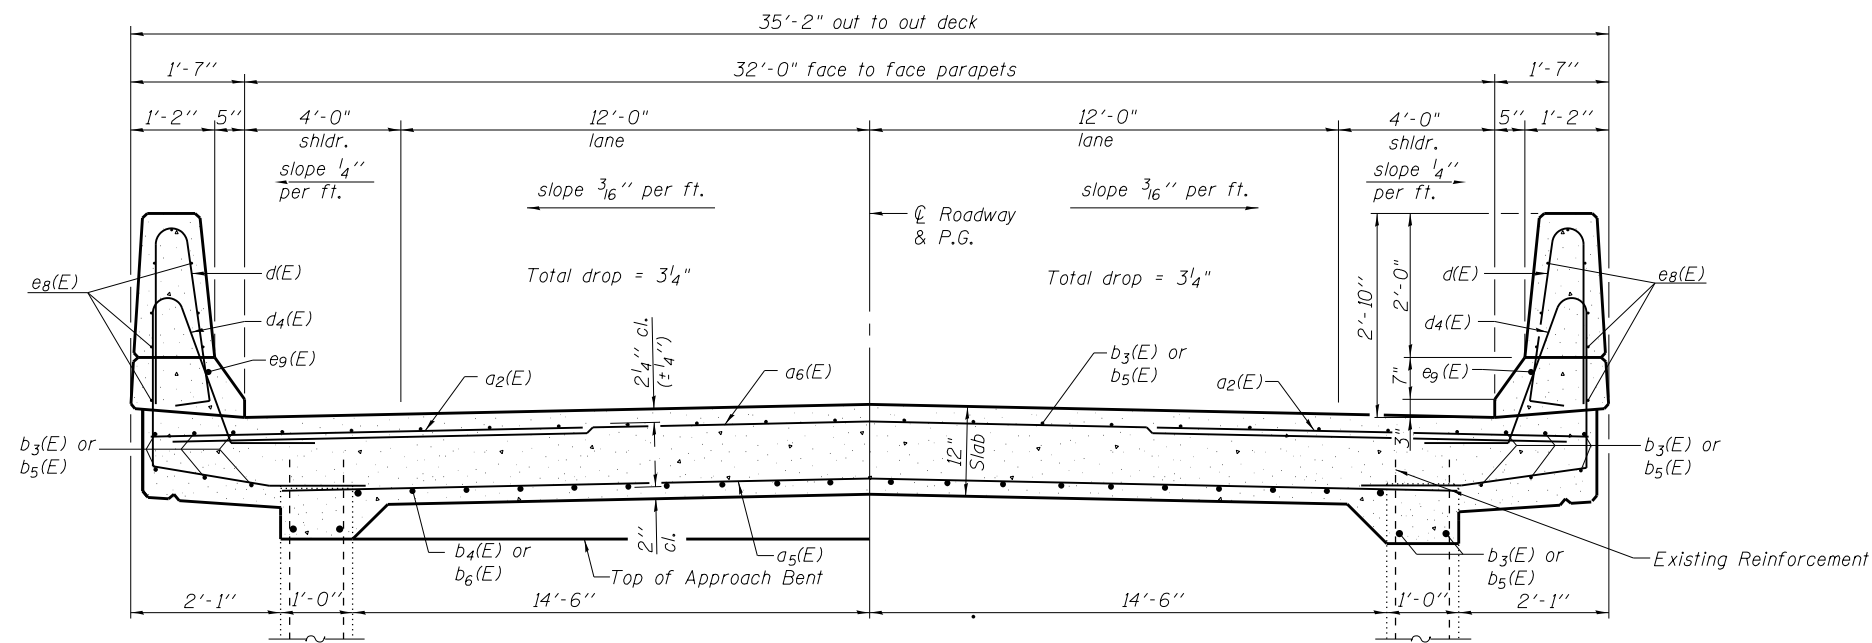 35'-2" out to out deck
1'-7" 32'-0" face to face parapets 1'-7"
1'-2" 5" 4'-0" 12'-0" 12'-0" 4'-0" 5" 1'-2"
shldr. lane lane shldr.
slope 1/4" per ft.
slope 3/16" per ft.
slope 3/16" per ft.
slope 1/4" per ft.
℄ Roadway
& P.G.
Total drop = 3 1/4"
Total drop = 3 1/4"
e8(E)
d(E)
d4(E)
e9(E)
a2(E)
2 1/4" cl.
(± 1/4")
a6(E)
b3(E) or
b5(E)
a2(E)
2'-10"
2'-0"
7"
3"
d(E)
d4(E)
e9(E)
e8(E)
b3(E) or
b5(E)
12"
Slab
b3(E) or
b5(E)
2"
cl.
b4(E) or
b6(E)
a5(E)
Top of Approach Bent
b3(E) or
b5(E)
Existing Reinforcement
2'-1" 1'-0" 14'-6" 14'-6" 1'-0" 2'-1"